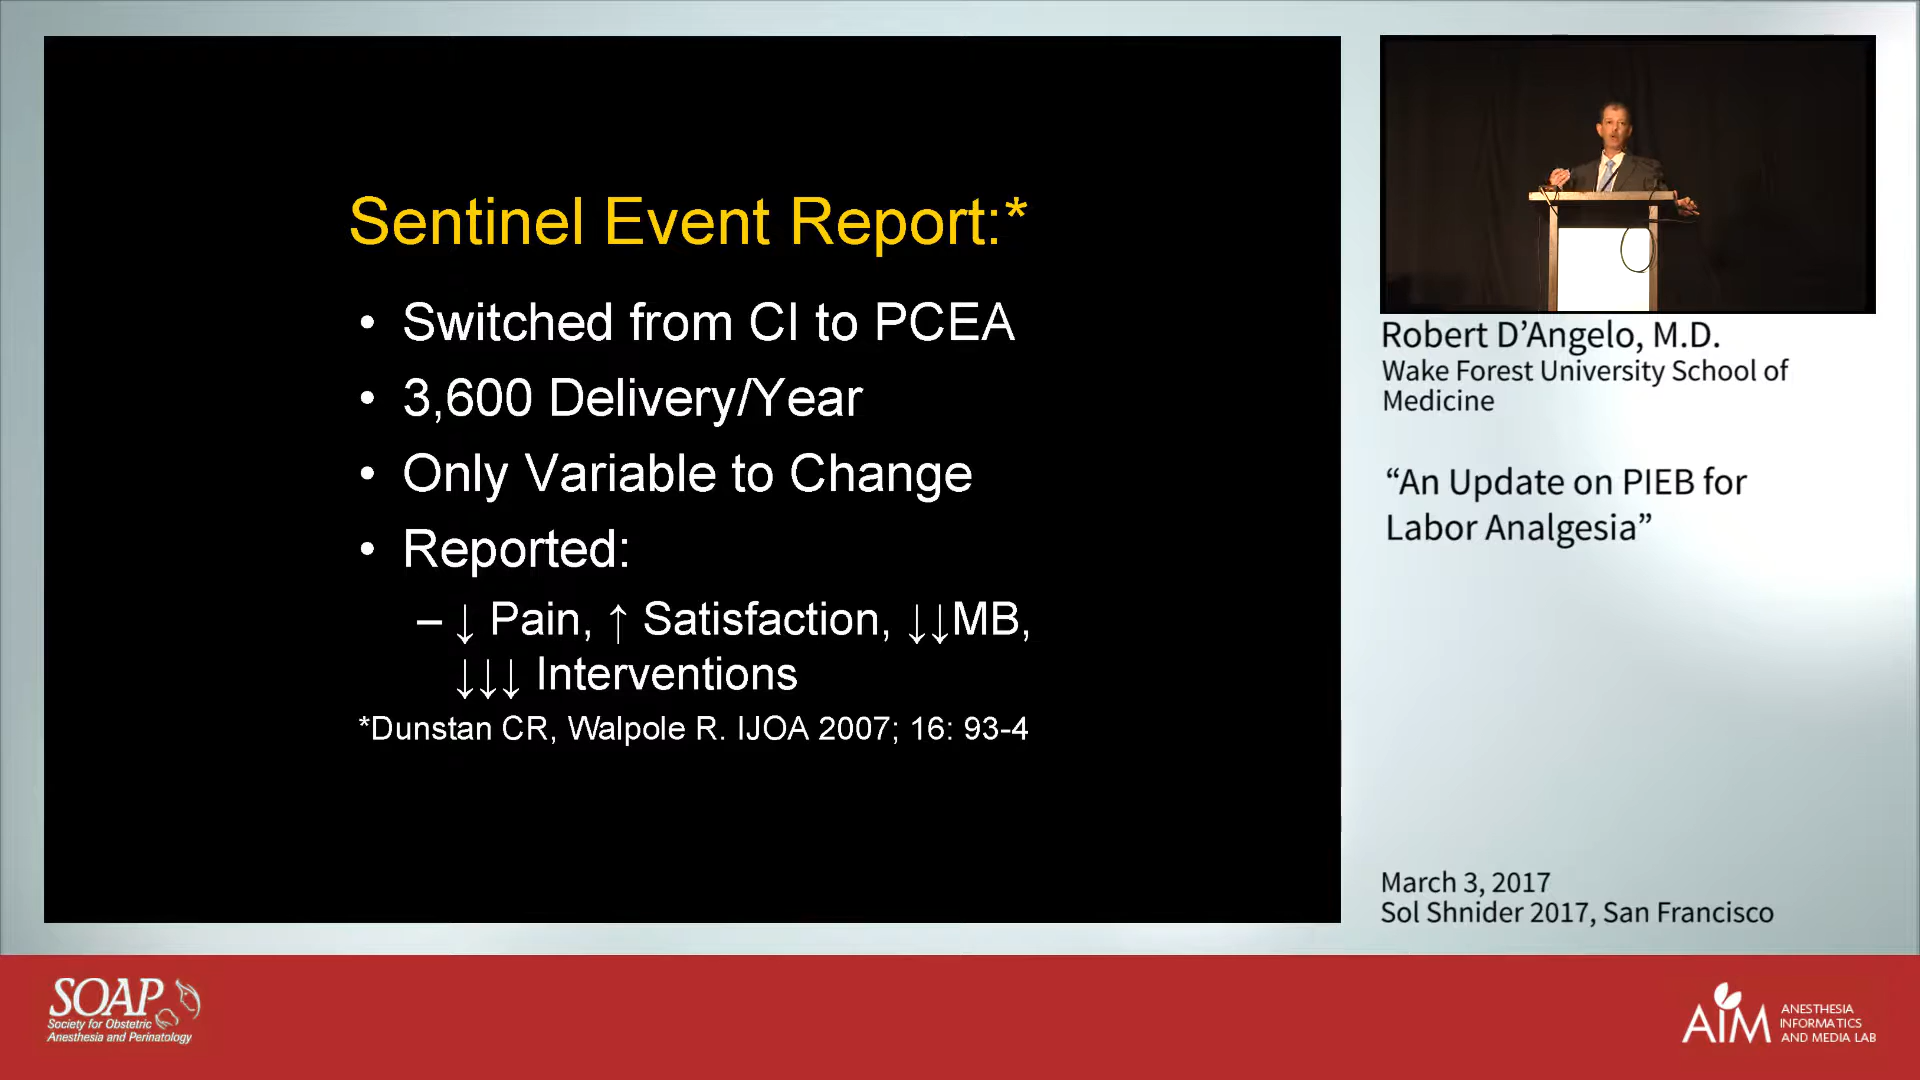 Sentinel Event Report:*
• Switched from CI to PCEA
• 3,600 Delivery/Year
• Only Variable to Change
• Reported:
– ↓ Pain, ↑ Satisfaction, ↓↓MB,
↓↓↓ Interventions
*Dunstan CR, Walpole R. IJOA 2007; 16: 93-4
Robert D’Angelo, M.D.
Wake Forest University School of
Medicine
“An Update on PIEB for
Labor Analgesia”
March 3, 2017
Sol Shnider 2017, San Francisco
SOAP
Society for Obstetric
Anesthesia and Perinatology
AIM
ANESTHESIA
INFORMATICS
AND MEDIA LAB